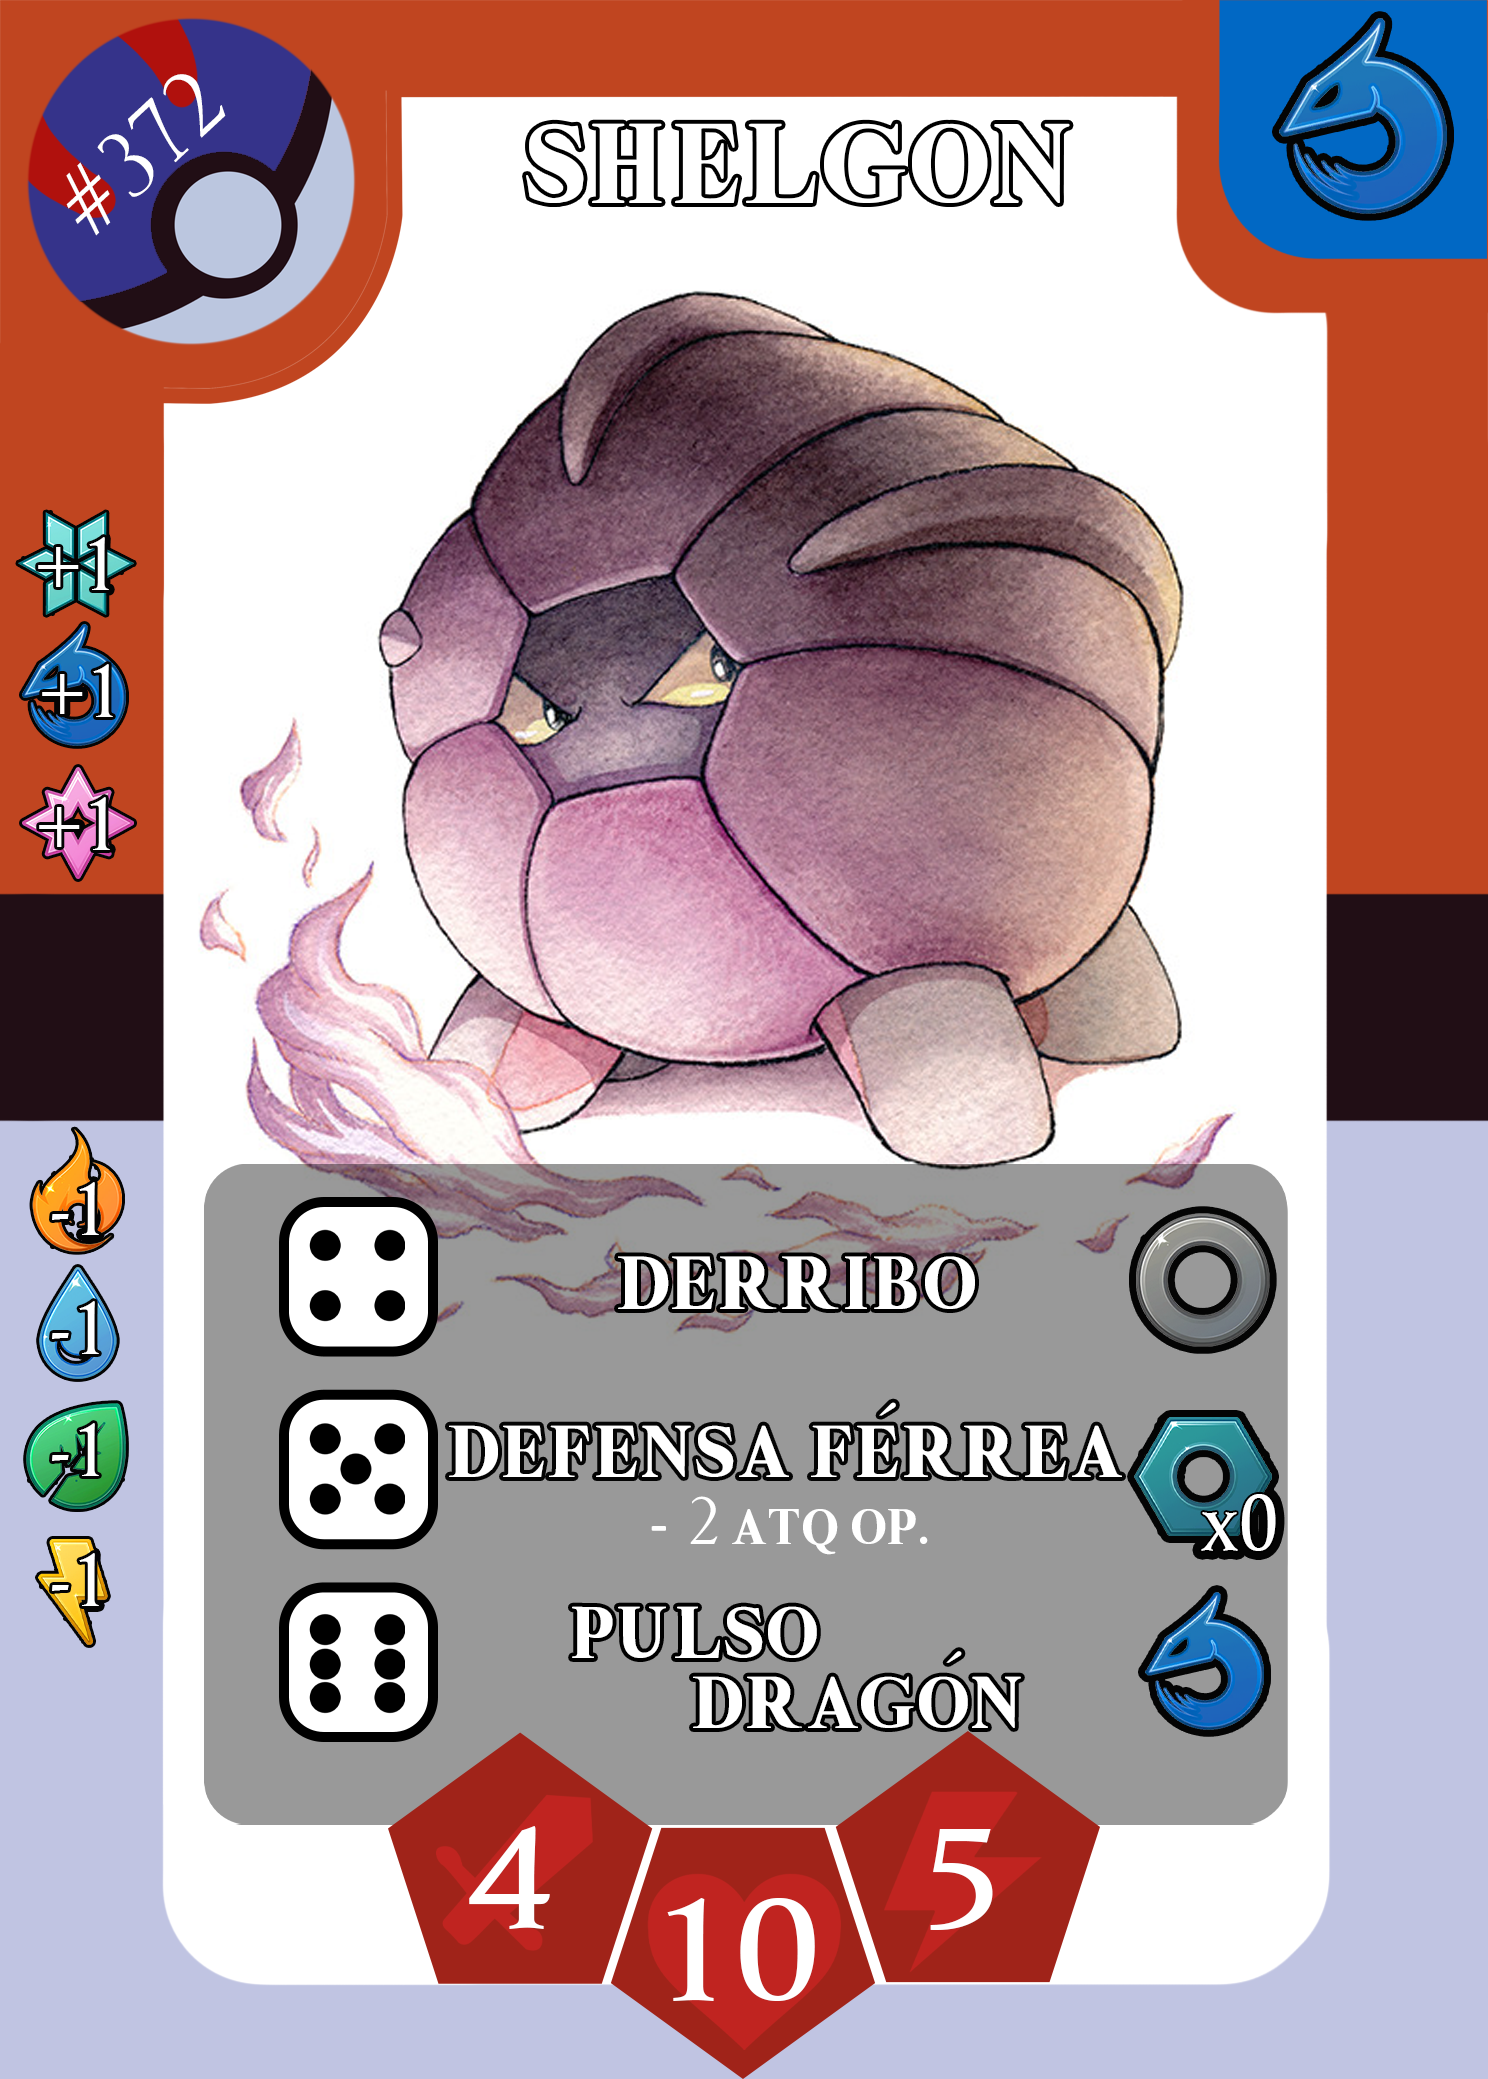 #372
SHELGON
+1
+1
+1
-1
-1
-1
-1
DERRIBO
DEFENSA FÉRREA
- 2 ATQ OP.
x0
PULSO
DRAGÓN
4
10
5